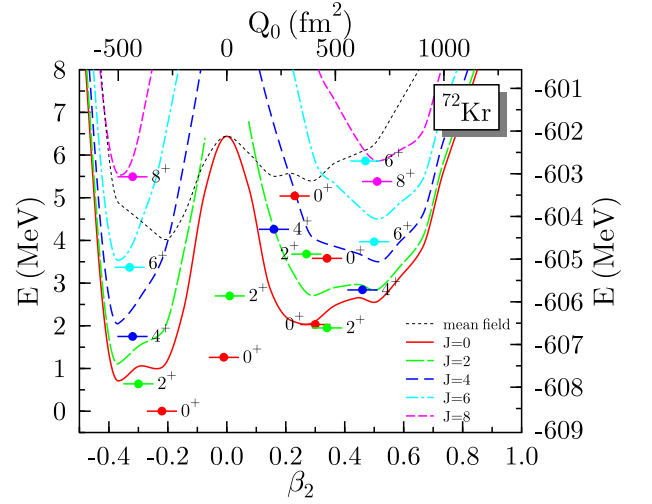 Q₀ (fm²)
-500 0 500 1000
8
7
6
5
4
3
2
1
0
E (MeV)
-601
-602
-603
-604
-605
-606
-607
-608
-609
E (MeV)
⁷²Kr
6⁺
8⁺
8⁺
0⁺
4⁺
6⁺
2⁺
0⁺
6⁺
2⁺
4⁺
0⁺
2⁺
4⁺
0⁺
2⁺
0⁺
mean field
J=0
J=2
J=4
J=6
J=8
-0.4 -0.2 0.0 0.2 0.4 0.6 0.8 1.0
β₂